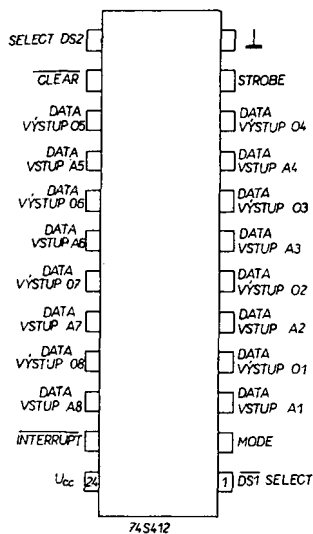 SELECT DS2
⊥
CLEAR
STROBE
DATA
VÝSTUP O5
DATA
VÝSTUP O4
DATA
VSTUP A5
DATA
VSTUP A4
DATA
VÝSTUP O6
DATA
VÝSTUP O3
DATA
VSTUP A6
DATA
VSTUP A3
DATA
VÝSTUP O7
DATA
VÝSTUP O2
DATA
VSTUP A7
DATA
VSTUP A2
DATA
VÝSTUP O8
DATA
VÝSTUP O1
DATA
VSTUP A8
DATA
VSTUP A1
INTERRUPT
MODE
Ucc 24
1 DS1 SELECT
74S412